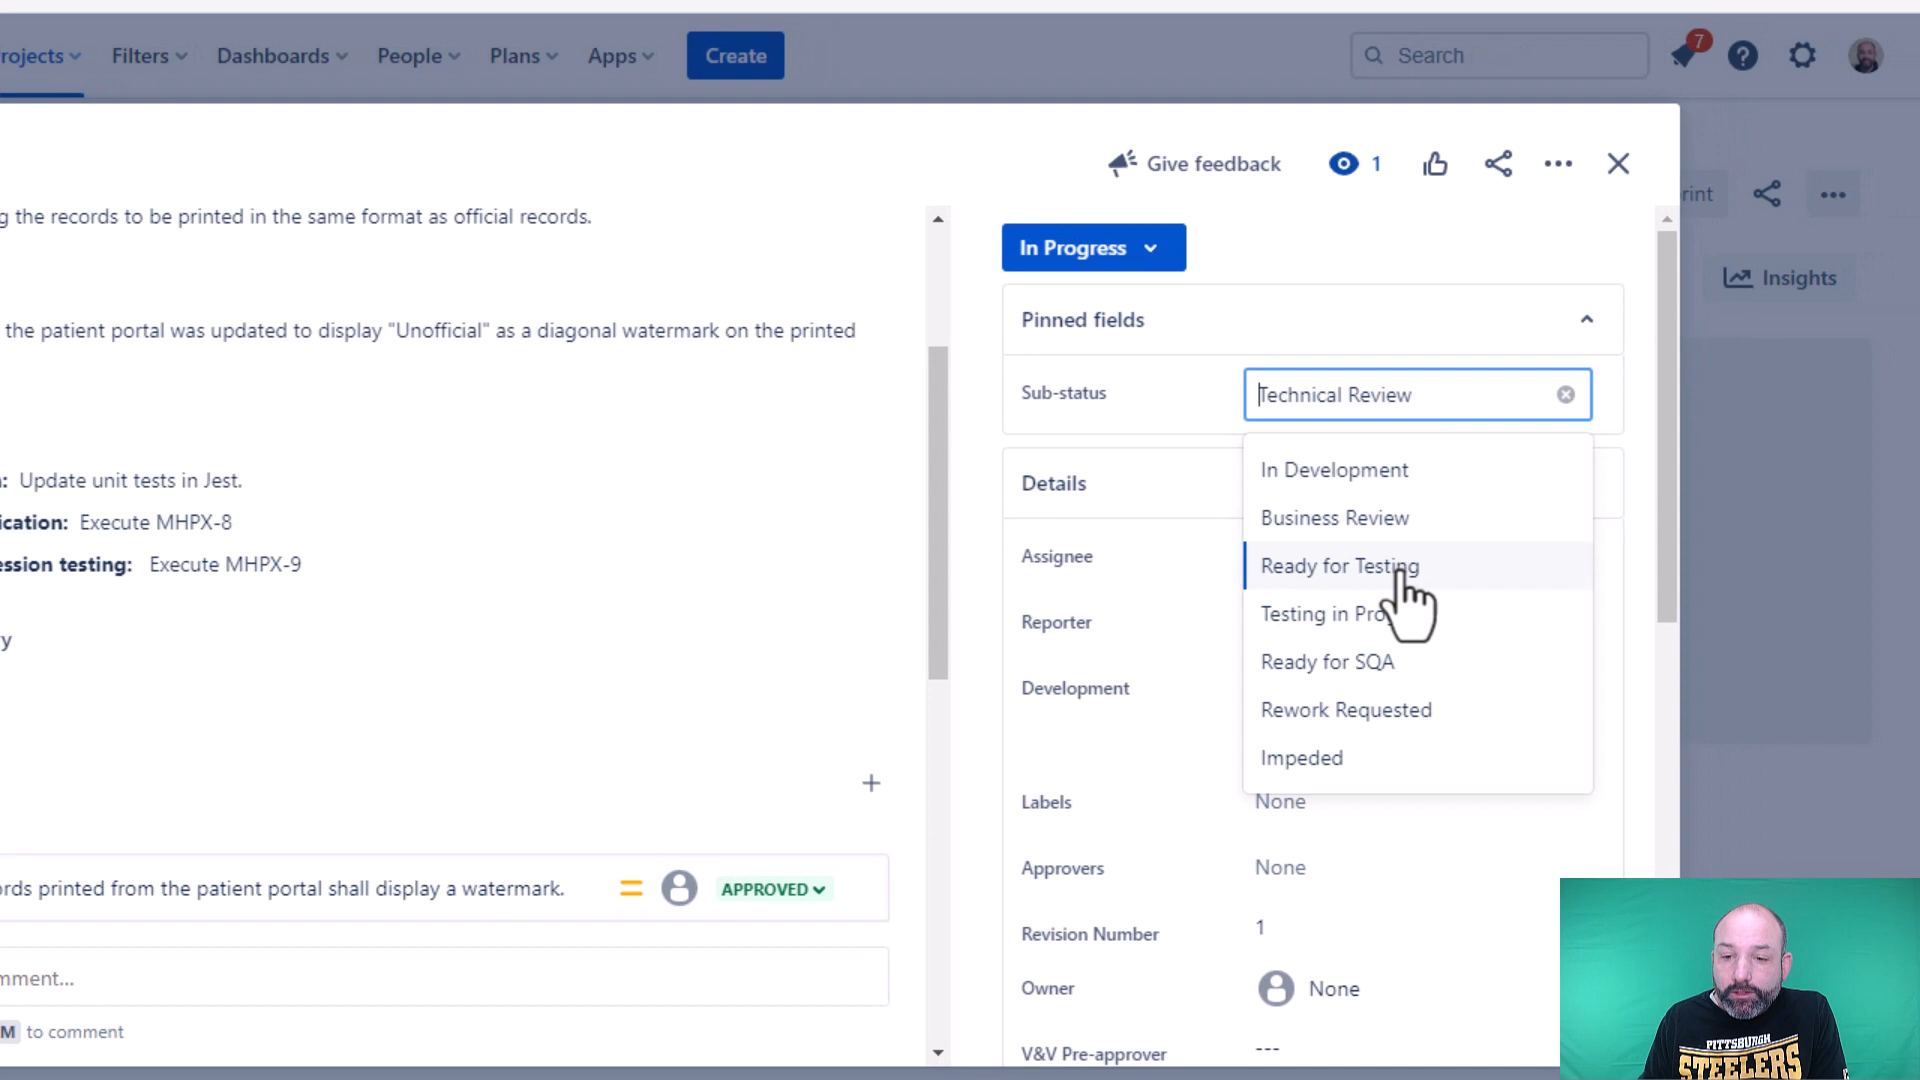 rojects Filters Dashboards People Plans Apps Create Search 7
Give feedback 1
rint
g the records to be printed in the same format as official records.
In Progress
Insights
Pinned fields
the patient portal was updated to display "Unofficial" as a diagonal watermark on the printed
Sub-status Technical Review
In Development
Details
: Update unit tests in Jest.
Business Review
ication: Execute MHPX-8
Assignee
Ready for Testing
ession testing: Execute MHPX-9
Reporter
Testing in Pro
y
Ready for SQA
Development
Rework Requested
Impeded
Labels None
Approvers None
ords printed from the patient portal shall display a watermark. APPROVED
Revision Number 1
mment...
Owner None
M to comment
V&V Pre-approver ---
PITTSBURGH
STEELERS